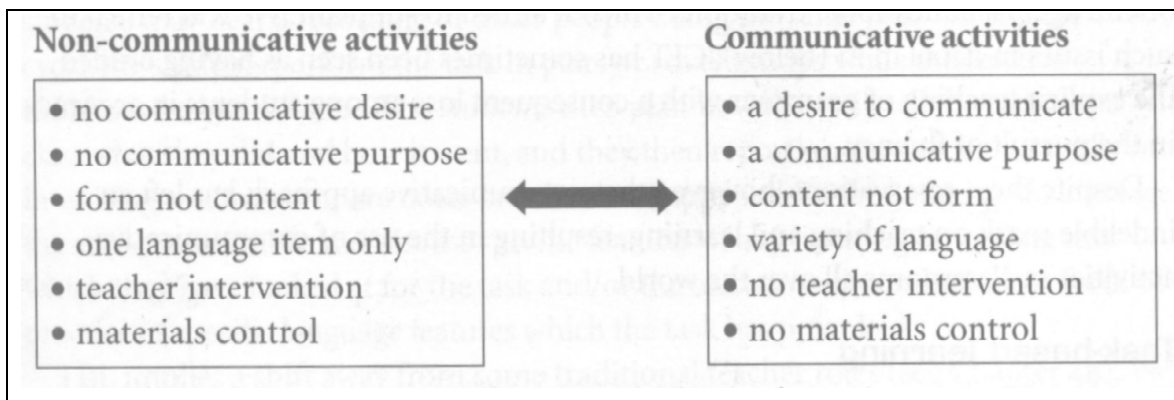 Non-communicative activities
• no communicative desire
• no communicative purpose
• form not content
• one language item only
• teacher intervention
• materials control
Communicative activities
• a desire to communicate
• a communicative purpose
• content not form
• variety of language
• no teacher intervention
• no materials control